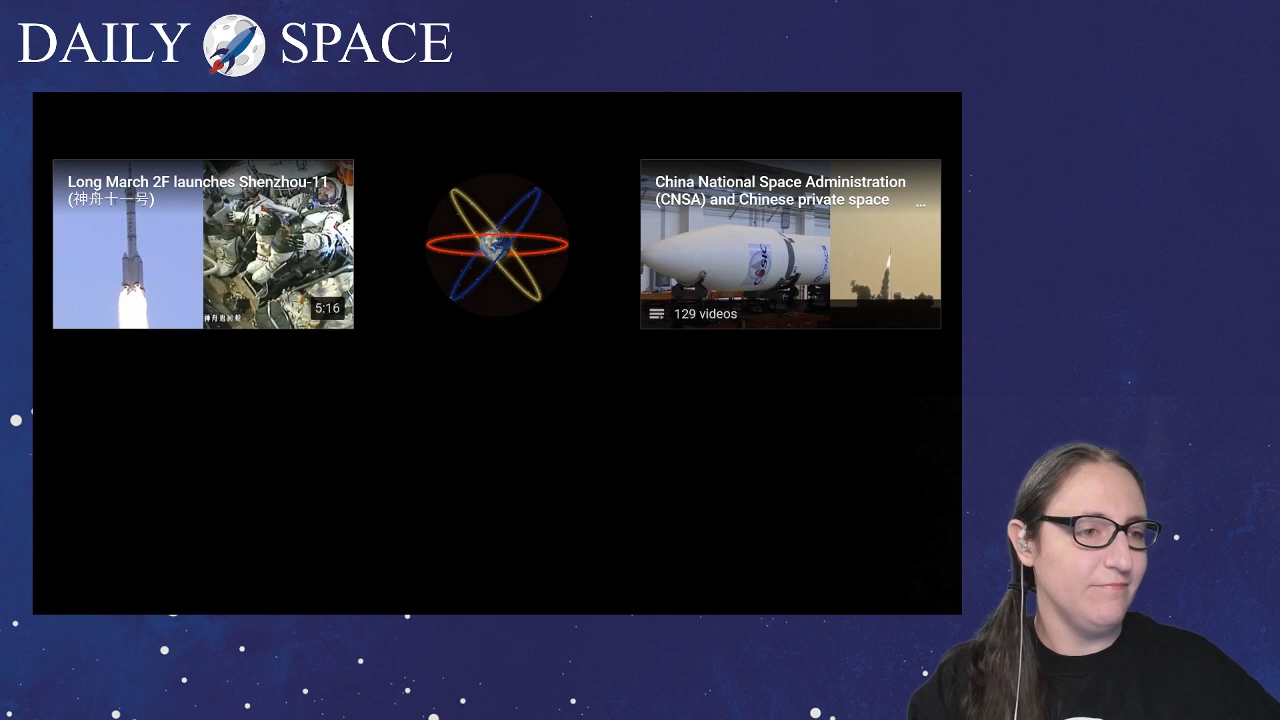 DAILY SPACE
Long March 2F launches Shenzhou-11
(神舟十一号)
5:16
China National Space Administration
(CNSA) and Chinese private space
...
129 videos